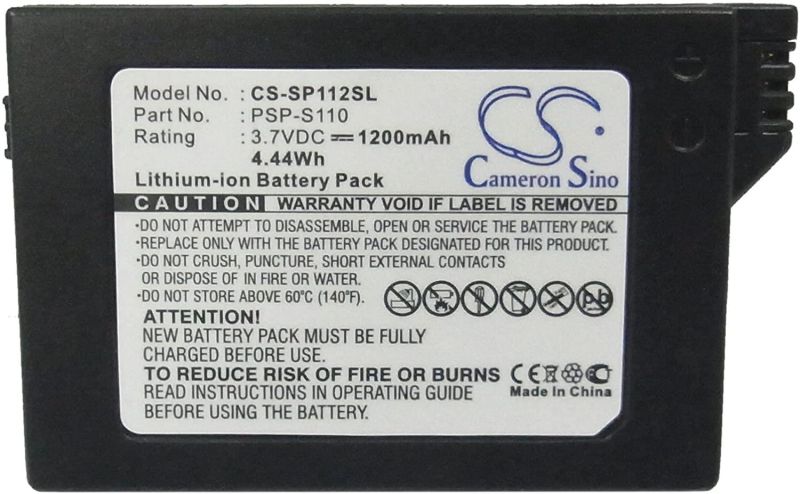 Model No. : CS-SP112SL
Part No. : PSP-S110
Rating : 3.7VDC ⎓ 1200mAh
4.44Wh
Lithium-ion Battery Pack
CS
Cameron Sino
CAUTION WARRANTY VOID IF LABEL REMOVED
•DO NOT ATTEMPT TO DISASSEMBLE, OPEN OR SERVICE THE BATTERY PACK.
•REPLACE WITH THE BATTERY PACK DESIGNATED FOR THIS EQUIPMENT.
•DO NOT CRUSH, PUNCTURE, SHORT EXTERNAL CONTACTS
OR DISPOSE OF IN FIRE OR WATER.
•DO NOT STORE ABOVE 60°C (140°F).
Pb
ATTENTION!
NEW BATTERY PACK MUST BE FULLY
CHARGED BEFORE USE.
TO REDUCE RISK OF FIRE OR BURNS
READ INSTRUCTIONS IN OPERATING GUIDE
BEFORE USING THE BATTERY.
CE
Made In China